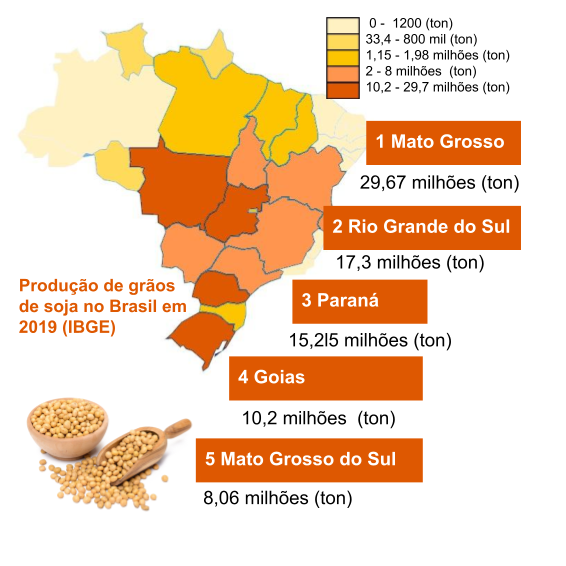 0 - 1200 (ton)
33,4 - 800 mil (ton)
1,15 - 1,98 milhões (ton)
2 - 8 milhões (ton)
10,2 - 29,7 milhões (ton)
1 Mato Grosso
29,67 milhões (ton)
2 Rio Grande do Sul
17,3 milhões (ton)
Produção de grãos
de soja no Brasil em
2019 (IBGE)
3 Paraná
15,2l5 milhões (ton)
4 Goias
10,2 milhões (ton)
5 Mato Grosso do Sul
8,06 milhões (ton)